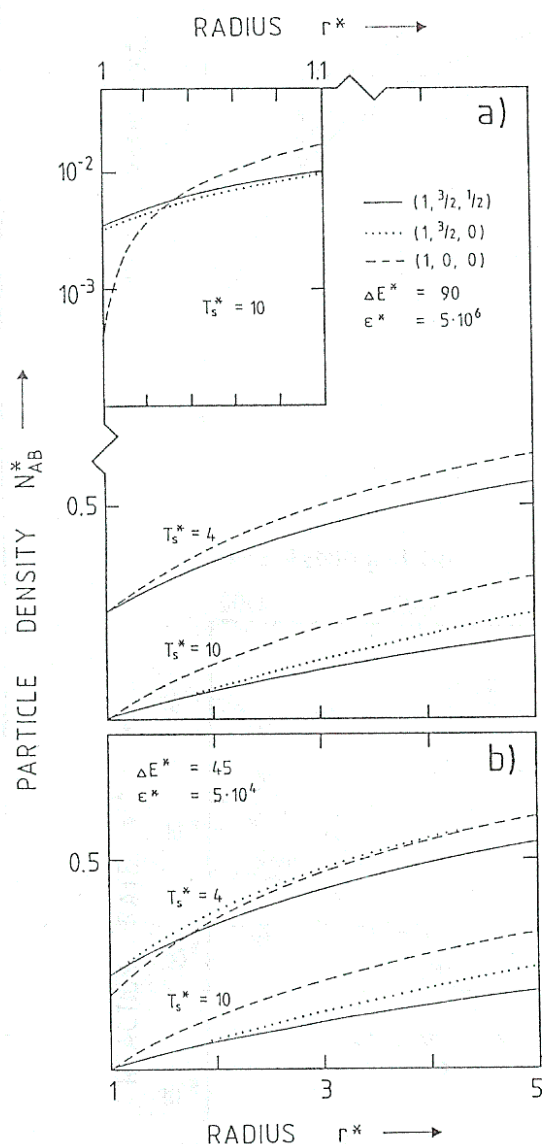 RADIUS r* →
1 1.1
a)
10⁻²
10⁻³
Tₛ* = 10
(1, ³/₂, ¹/₂)
(1, ³/₂, 0)
(1, 0, 0)
ΔE* = 90
ε* = 5·10⁶
PARTICLE DENSITY N*AB →
0.5
Tₛ* = 4
Tₛ* = 10
b)
ΔE* = 45
ε* = 5·10⁴
0.5
Tₛ* = 4
Tₛ* = 10
1 3 5
RADIUS r* →